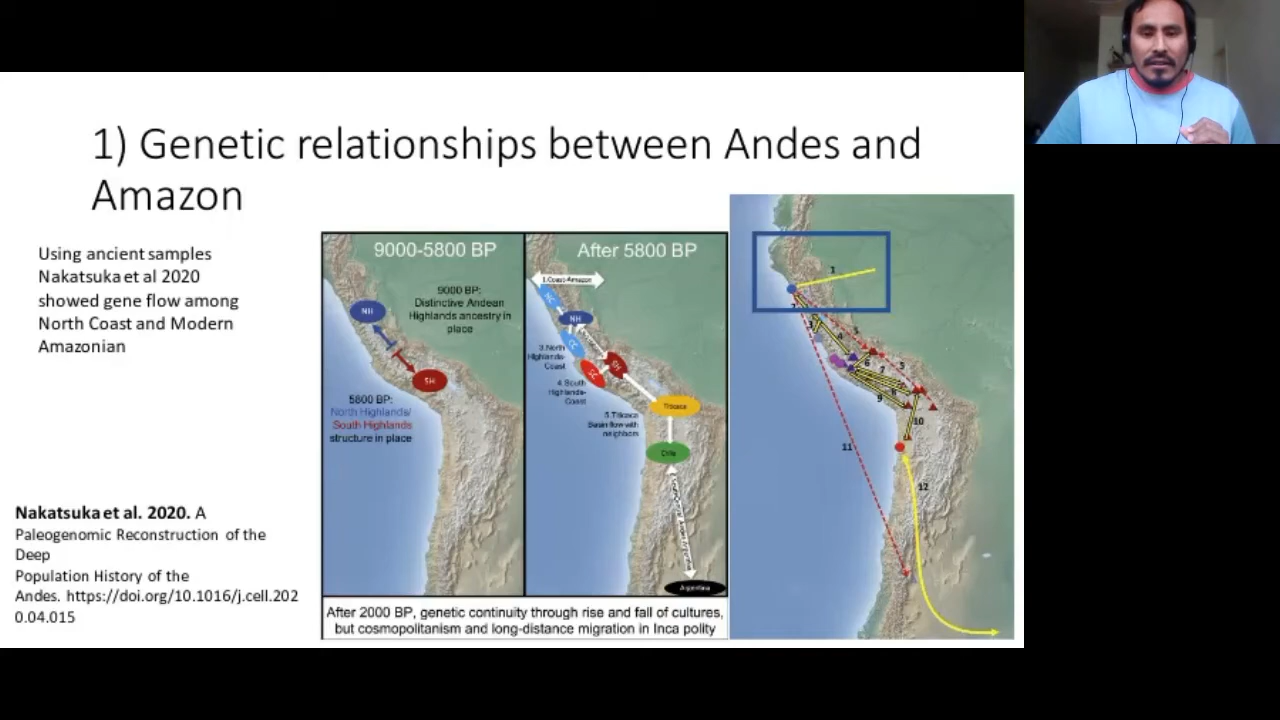 1) Genetic relationships between Andes and
Amazon
Using ancient samples
Nakatsuka et al 2020
showed gene flow among
North Coast and Modern
Amazonian
Nakatsuka et al. 2020. A
Paleogenomic Reconstruction of the
Deep
Population History of the
Andes. https://doi.org/10.1016/j.cell.202
0.04.015
9000-5800 BP
9000 BP:
Distinctive Andean
Highlands ancestry in
place
NH
SH
5800 BP:
North Highlands/
South Highlands
structure in place
After 5800 BP
1.Coast-Amazon
NC
NH
CC
3.North
Highlands-
Coast
SH
SC
4.South
Highlands-
Coast
Titicaca
5.Titicaca
Basin flow with
neighbors
Chile
Argentina
After 2000 BP, genetic continuity through rise and fall of cultures,
but cosmopolitanism and long-distance migration in Inca polity
1
3
5
6
7
9
10
11
12